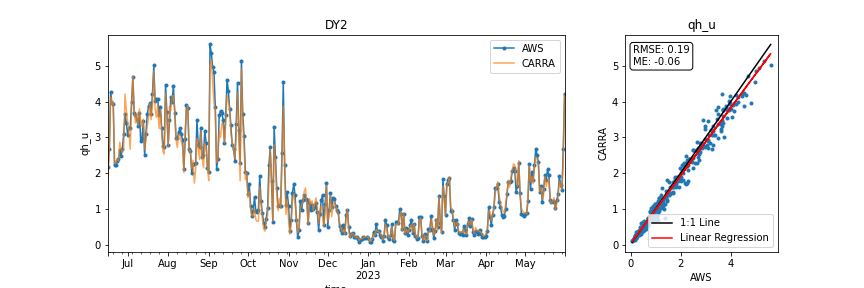 DY2
qh_u
AWS
CARRA
5
4
3
2
1
0
qh_u
Jul Aug Sep Oct Nov Dec Jan Feb Mar Apr May
2023
time
qh_u
RMSE: 0.19
ME: -0.06
5
4
3
2
1
0
CARRA
1:1 Line
Linear Regression
0 2 4
AWS